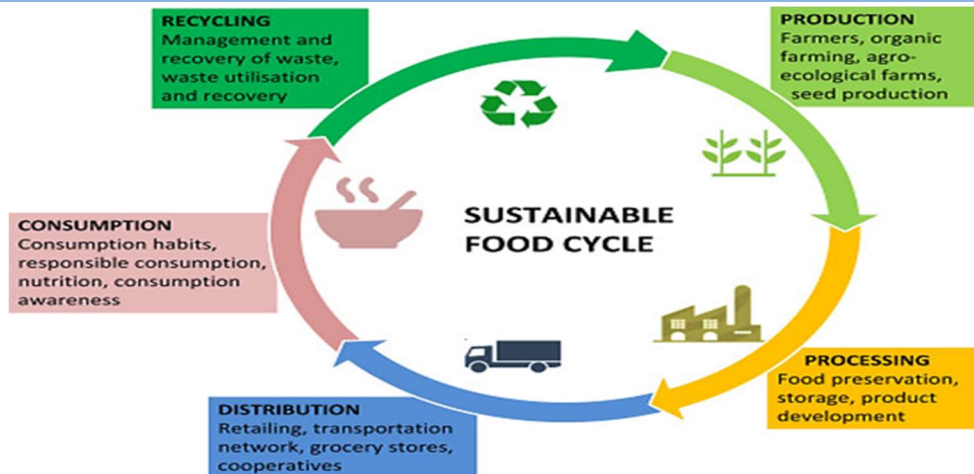 RECYCLING
Management and
recovery of waste,
waste utilisation
and recovery
PRODUCTION
Farmers, organic
farming, agro-
ecological farms,
seed production
SUSTAINABLE
FOOD CYCLE
CONSUMPTION
Consumption habits,
responsible consumption,
nutrition, consumption
awareness
PROCESSING
Food preservation,
storage, product
development
DISTRIBUTION
Retailing, transportation
network, grocery stores,
cooperatives